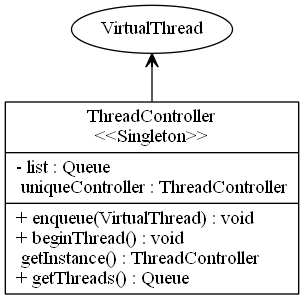 VirtualThread
ThreadController
<<Singleton>>
- list : Queue
uniqueController : ThreadController
+ enqueue(VirtualThread) : void
+ beginThread() : void
getInstance() : ThreadController
+ getThreads() : Queue